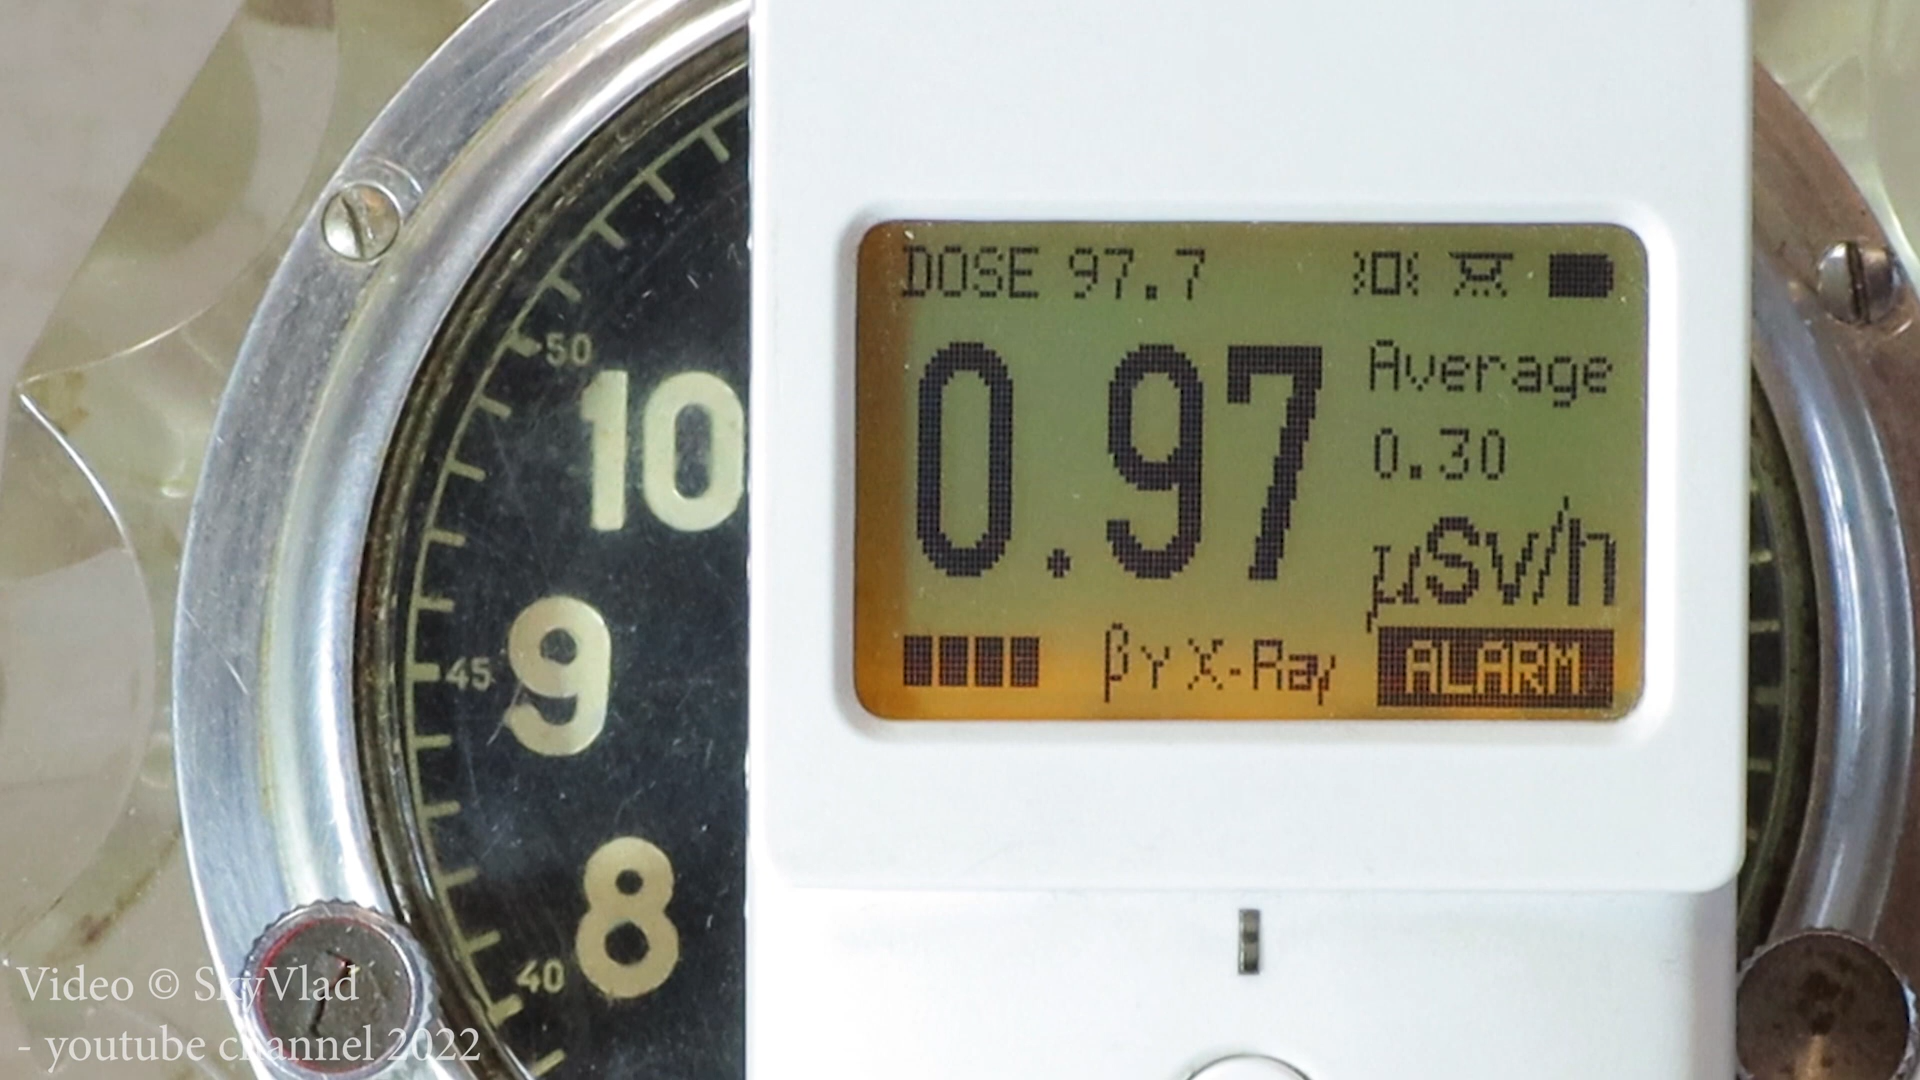 50
10
45
9
40
8
DOSE 97.7
0.97
Average
0.30
µSv/h
βγ X-Ray
ALARM
Video © SkyVlad
- youtube channel 2022